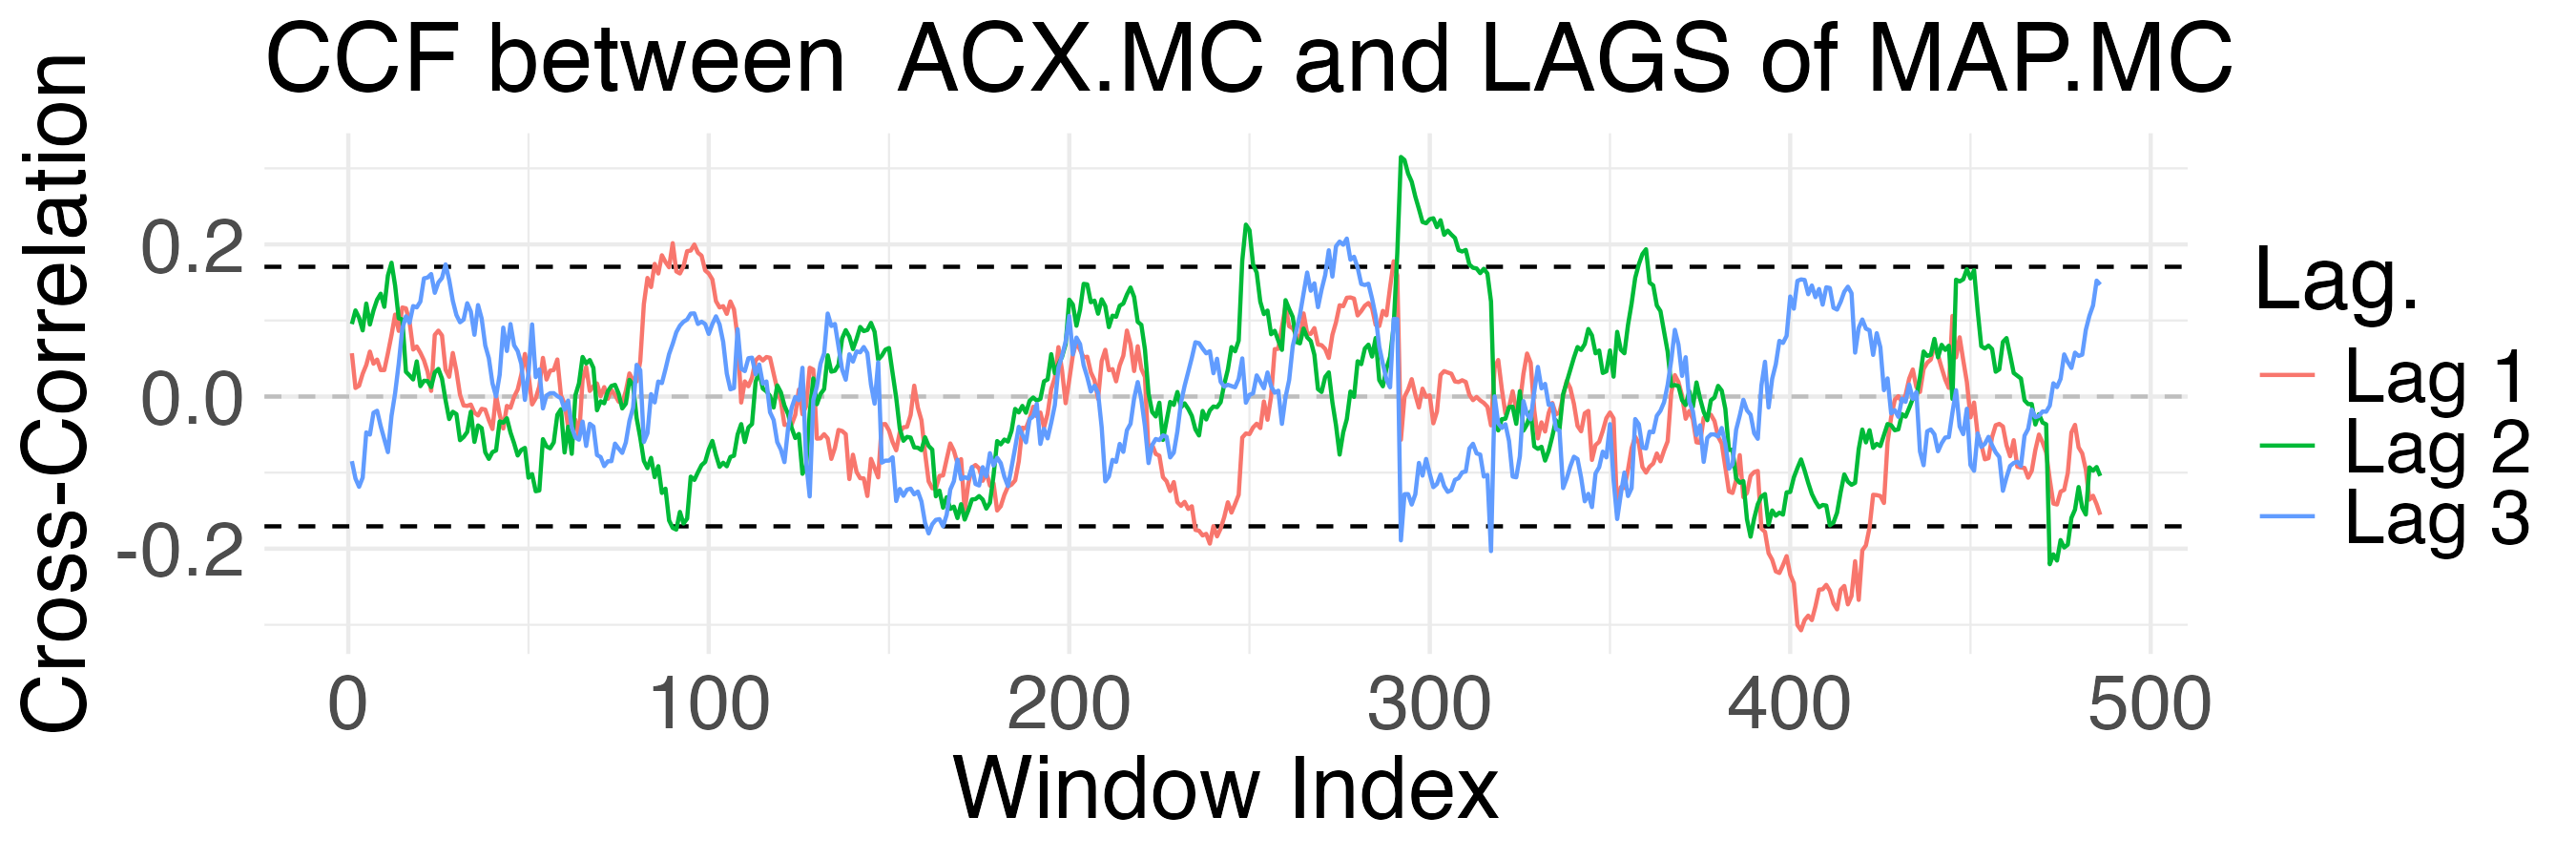 CCF between  ACX.MC and LAGS of MAP.MC
Cross-Correlation
0.2
0.0
-0.2
0 100 200 300 400 500
Window Index
Lag.
Lag 1
Lag 2
Lag 3